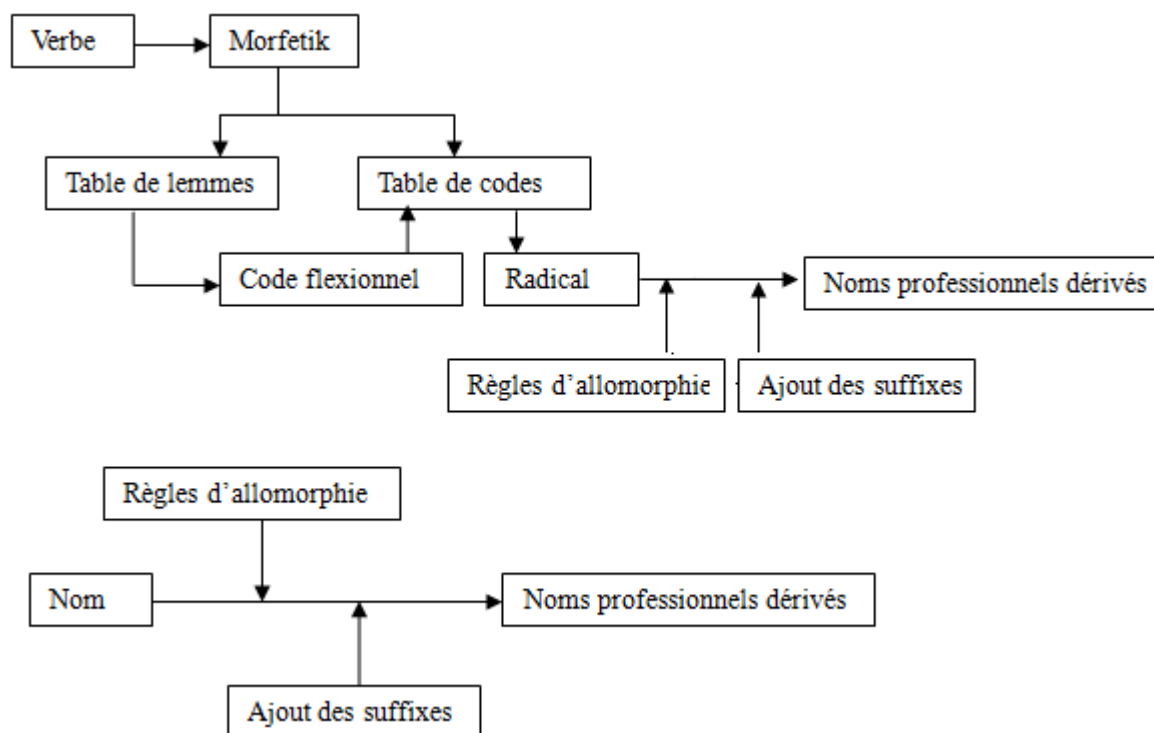 Verbe
Morfetik
Table de lemmes
Table de codes
Code flexionnel
Radical
Noms professionnels dérivés
Règles d’allomorphie
Ajout des suffixes
Règles d’allomorphie
Nom
Noms professionnels dérivés
Ajout des suffixes